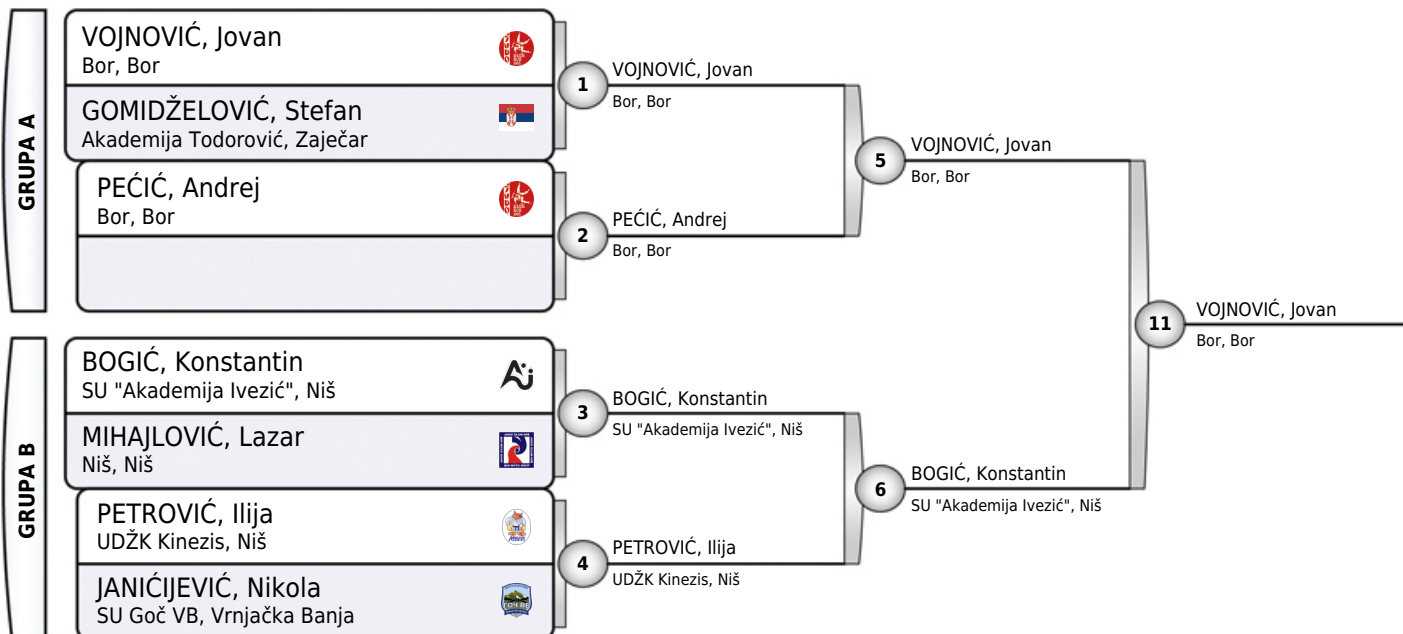 GRUPA A
VOJNOVIĆ, Jovan
Bor, Bor
GOMIDŽELOVIĆ, Stefan
Akademija Todorović, Zaječar
PEĆIĆ, Andrej
Bor, Bor
1
VOJNOVIĆ, Jovan
Bor, Bor
2
PEĆIĆ, Andrej
Bor, Bor
5
VOJNOVIĆ, Jovan
Bor, Bor
GRUPA B
BOGIĆ, Konstantin
SU "Akademija Ivezić", Niš
MIHAJLOVIĆ, Lazar
Niš, Niš
PETROVIĆ, Ilija
UDŽK Kinezis, Niš
JANIĆIJEVIĆ, Nikola
SU Goč VB, Vrnjačka Banja
3
BOGIĆ, Konstantin
SU "Akademija Ivezić", Niš
4
PETROVIĆ, Ilija
UDŽK Kinezis, Niš
6
BOGIĆ, Konstantin
SU "Akademija Ivezić", Niš
11
VOJNOVIĆ, Jovan
Bor, Bor